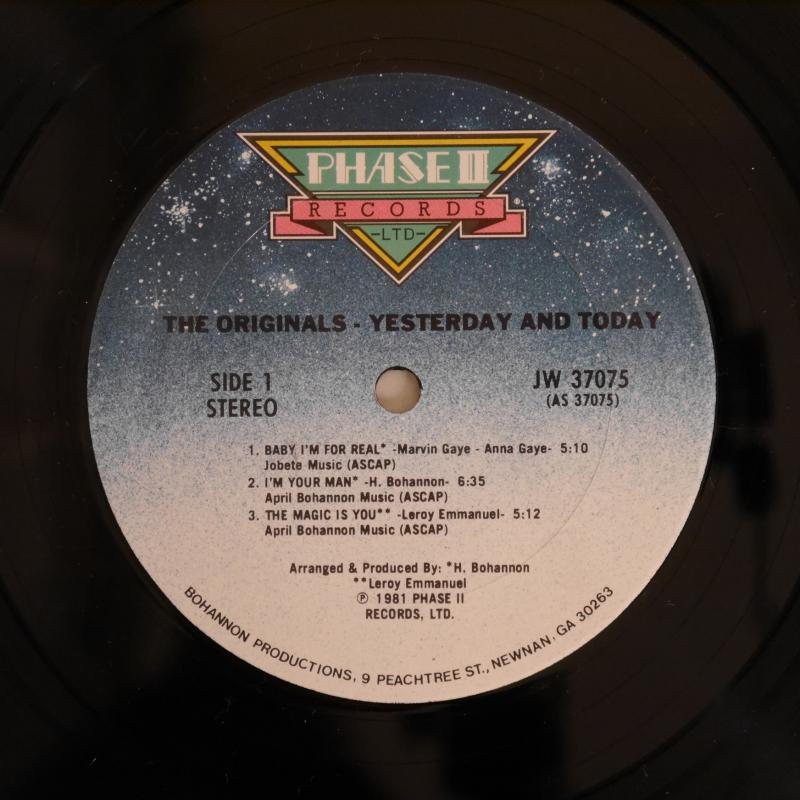 PHASE II
RECORDS
-LTD-
THE ORIGINALS - YESTERDAY AND TODAY
SIDE 1
STEREO
JW 37075
(AS 37075)
1. BABY I'M FOR REAL* -Marvin Gaye - Anna Gaye- 5:10
Jobete Music (ASCAP)
2. I'M YOUR MAN* -H. Bohannon- 6:35
April Bohannon Music (ASCAP)
3. THE MAGIC IS YOU** -Leroy Emmanuel- 5:12
April Bohannon Music (ASCAP)
Arranged & Produced By: *H. Bohannon
**Leroy Emmanuel
℗ 1981 PHASE II
RECORDS, LTD.
BOHANNON PRODUCTIONS, 9 PEACHTREE ST., NEWNAN, GA 30263